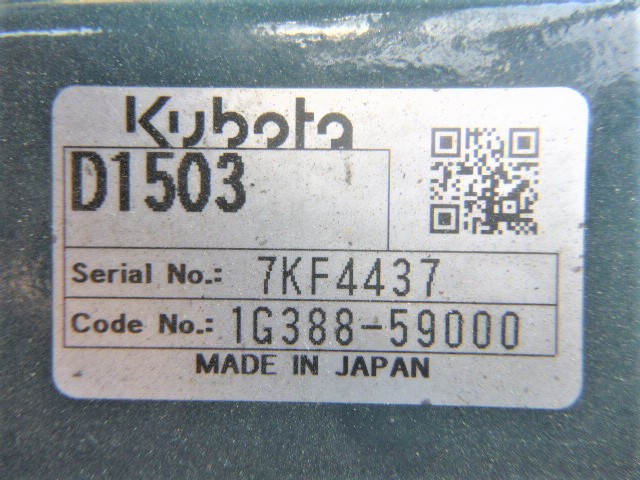 Kubota
D1503
Serial No.: 7KF4437
Code No.: 1G388-59000
MADE IN JAPAN